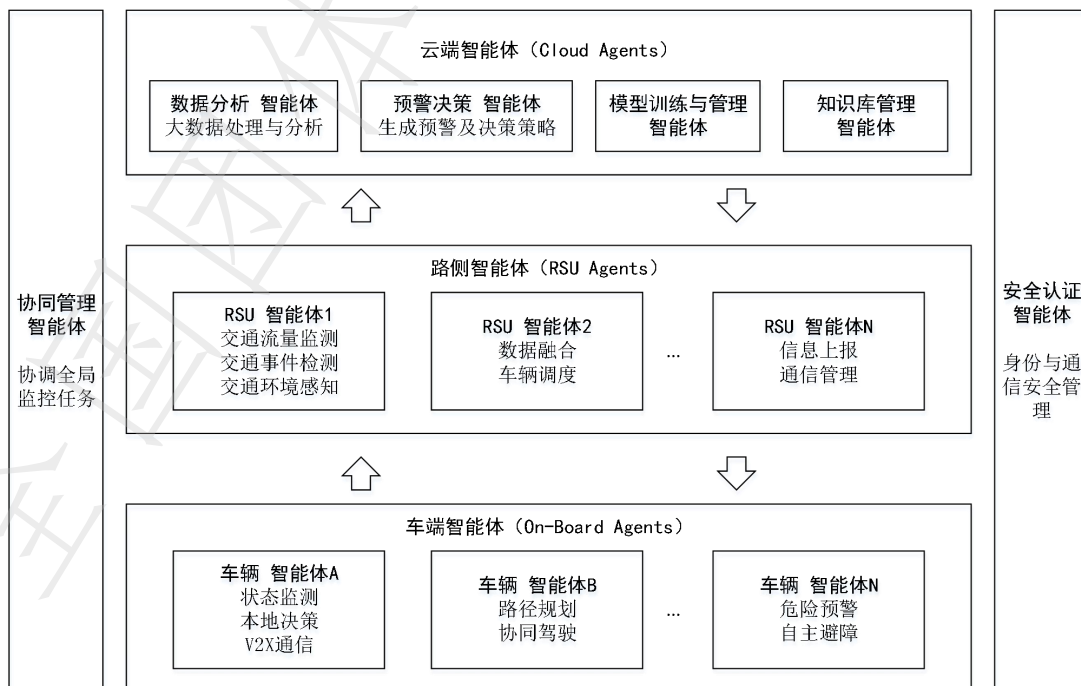 云端智能体（Cloud Agents）
数据分析 智能体
大数据处理与分析
预警决策 智能体
生成预警及决策策略
模型训练与管理
智能体
知识库管理
智能体
协同管理
智能体
协调全局
监控任务
路侧智能体（RSU Agents）
RSU 智能体1
交通流量监测
交通事件检测
交通环境感知
RSU 智能体2
数据融合
车辆调度
...
RSU 智能体N
信息上报
通信管理
安全认证
智能体
身份与通
信安全管
理
车端智能体（On-Board Agents）
车辆 智能体A
状态监测
本地决策
V2X通信
车辆 智能体B
路径规划
协同驾驶
...
车辆 智能体N
危险预警
自主避障
全国团体